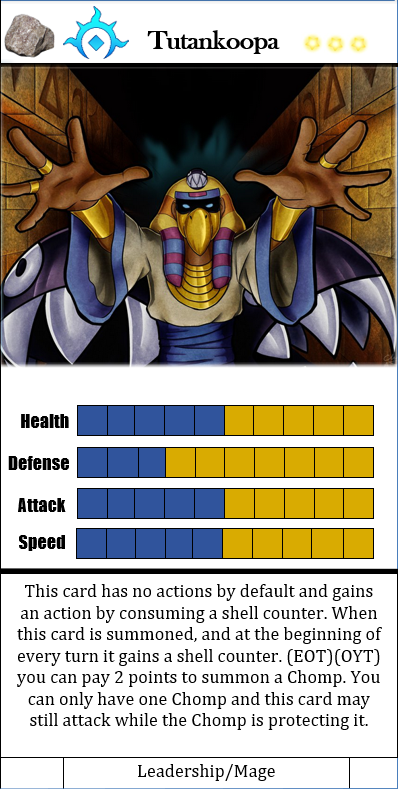 Tutankoopa
Health
Defense
Attack
Speed
This card has no actions by default and gains
an action by consuming a shell counter. When
this card is summoned, and at the beginning of
every turn it gains a shell counter. (EOT)(OYT)
you can pay 2 points to summon a Chomp. You
can only have one Chomp and this card may
still attack while the Chomp is protecting it.
Leadership/Mage